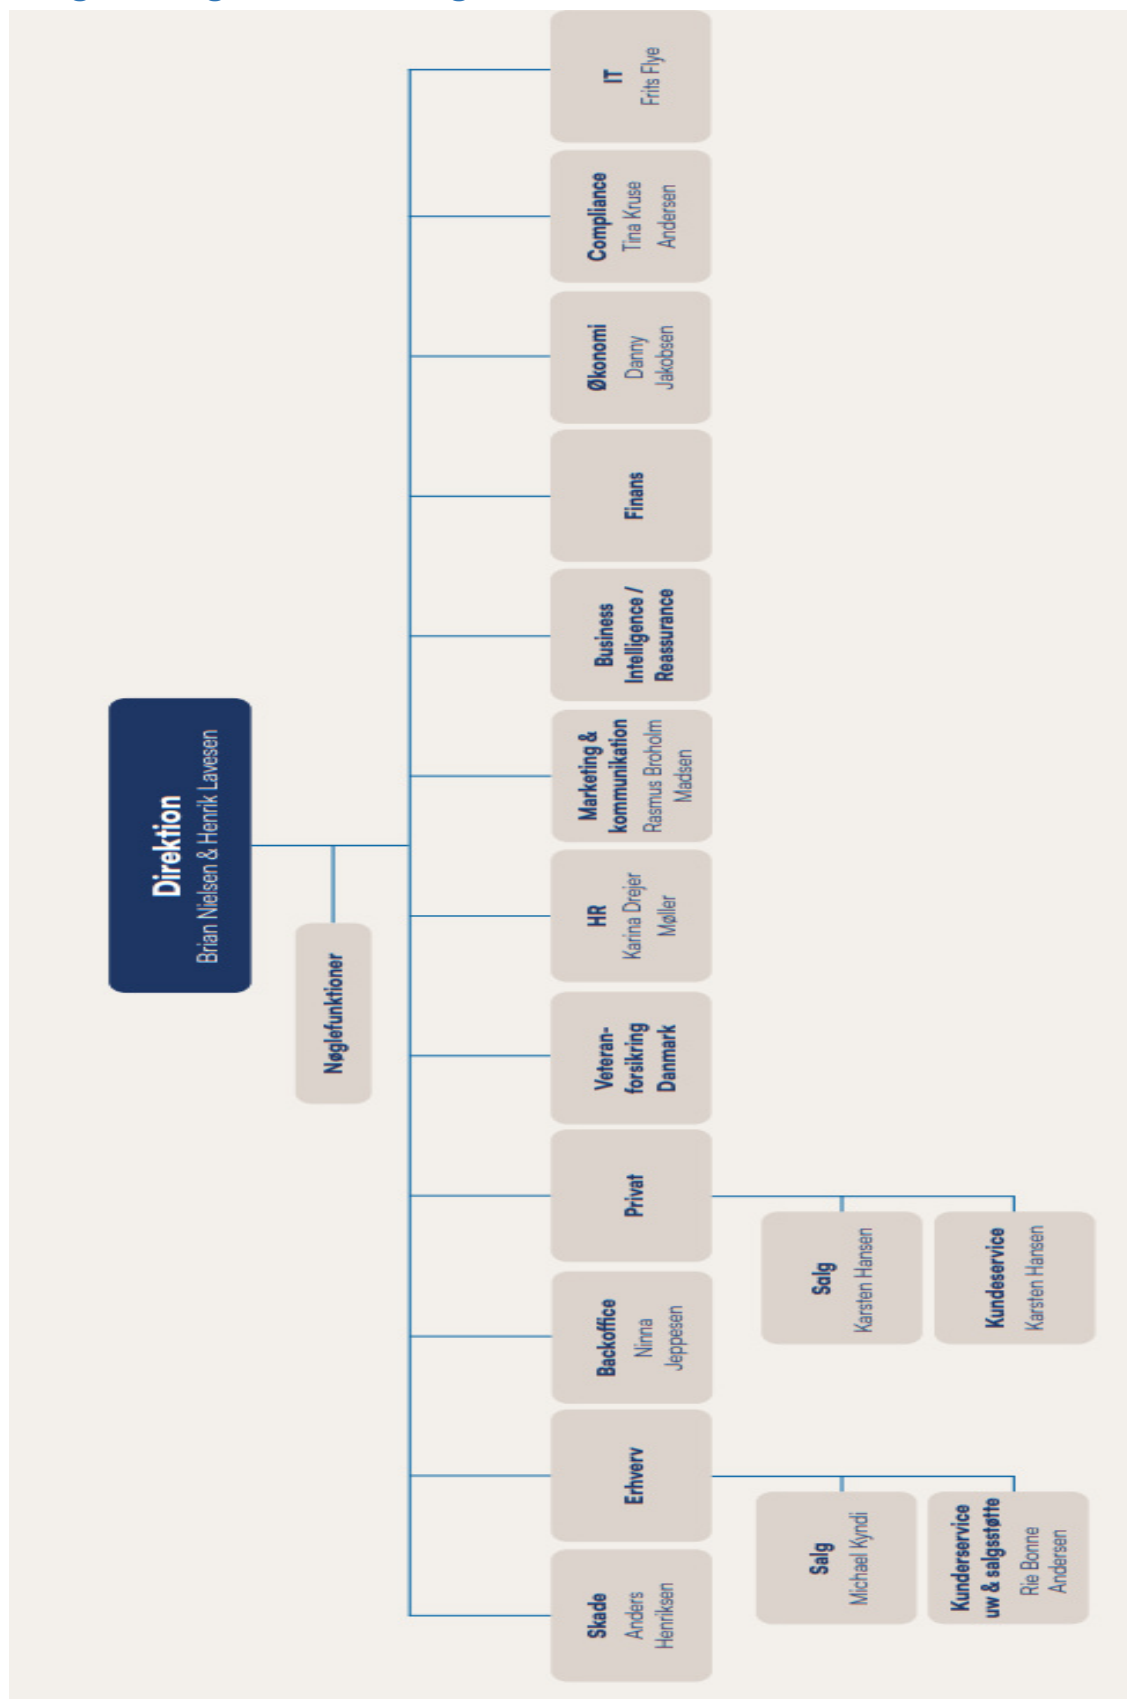 Direktion
Brian Nielsen & Henrik Lavesen
Nøglefunktioner
Skade
Anders
Henriksen
Erhverv
Backoffice
Ninna
Jeppesen
Privat
Veteran-
forsikring
Danmark
HR
Karina Drejer
Møller
Marketing &
kommunikation
Rasmus Broholm
Madsen
Business
Intelligence /
Reassurance
Finans
Økonomi
Danny
Jakobsen
Compliance
Tina Kruse
Andersen
IT
Frits Flye
Salg
Michael Kyndi
Kunderservice
uw & salgsstøtte
Rie Bonne
Andersen
Salg
Karsten Hansen
Kundeservice
Karsten Hansen